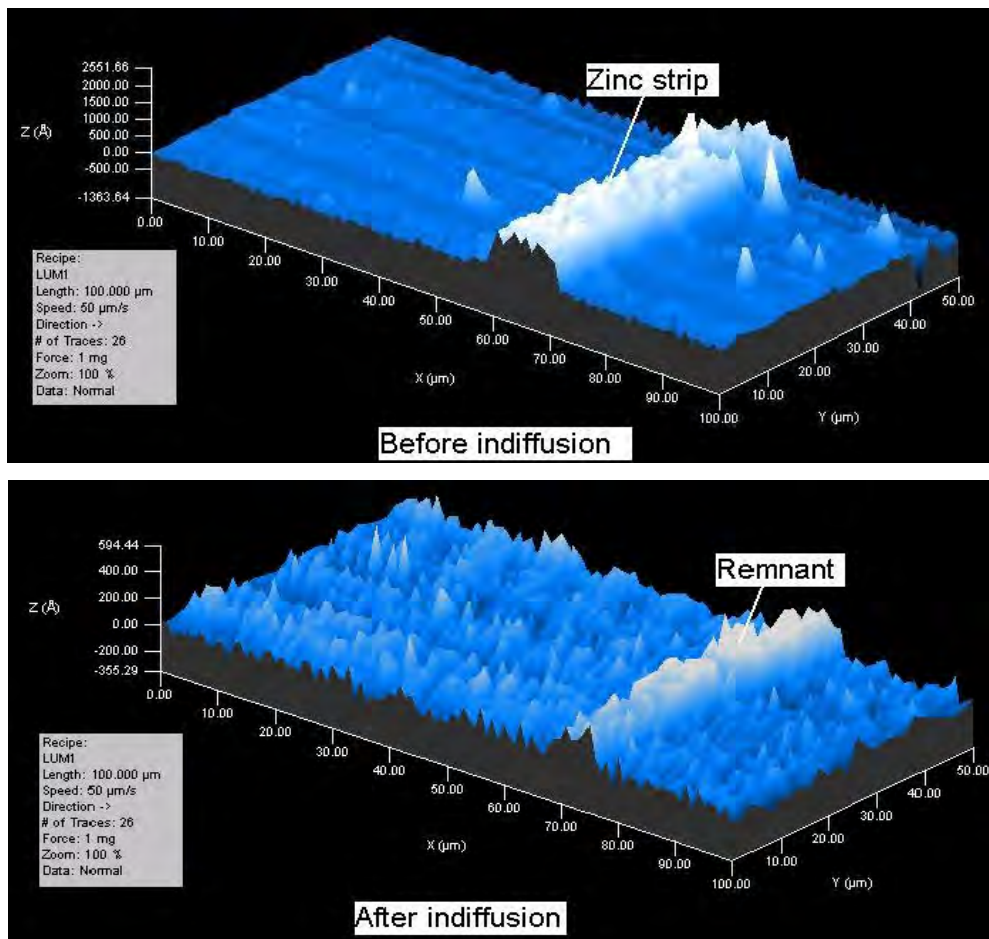 2551.66
2000.00
1500.00
1000.00
500.00
0.00
-500.00
-1363.64
Z (Å)
Zinc strip
0.00
10.00
20.00
30.00
40.00
50.00
60.00
70.00
80.00
90.00
100.00
X (µm)
10.00
20.00
30.00
40.00
50.00
Y (µm)
Recipe:
LUM1
Length: 100.000 µm
Speed: 50 µm/s
Direction ->
# of Traces: 26
Force: 1 mg
Zoom: 100 %
Data: Normal
Before indiffusion
594.44
400.00
200.00
0.00
-200.00
-355.29
Z (Å)
Remnant
0.00
10.00
20.00
30.00
40.00
50.00
60.00
70.00
80.00
90.00
100.00
X (µm)
10.00
20.00
30.00
40.00
50.00
Y (µm)
Recipe:
LUM1
Length: 100.000 µm
Speed: 50 µm/s
Direction ->
# of Traces: 26
Force: 1 mg
Zoom: 100 %
Data: Normal
After indiffusion